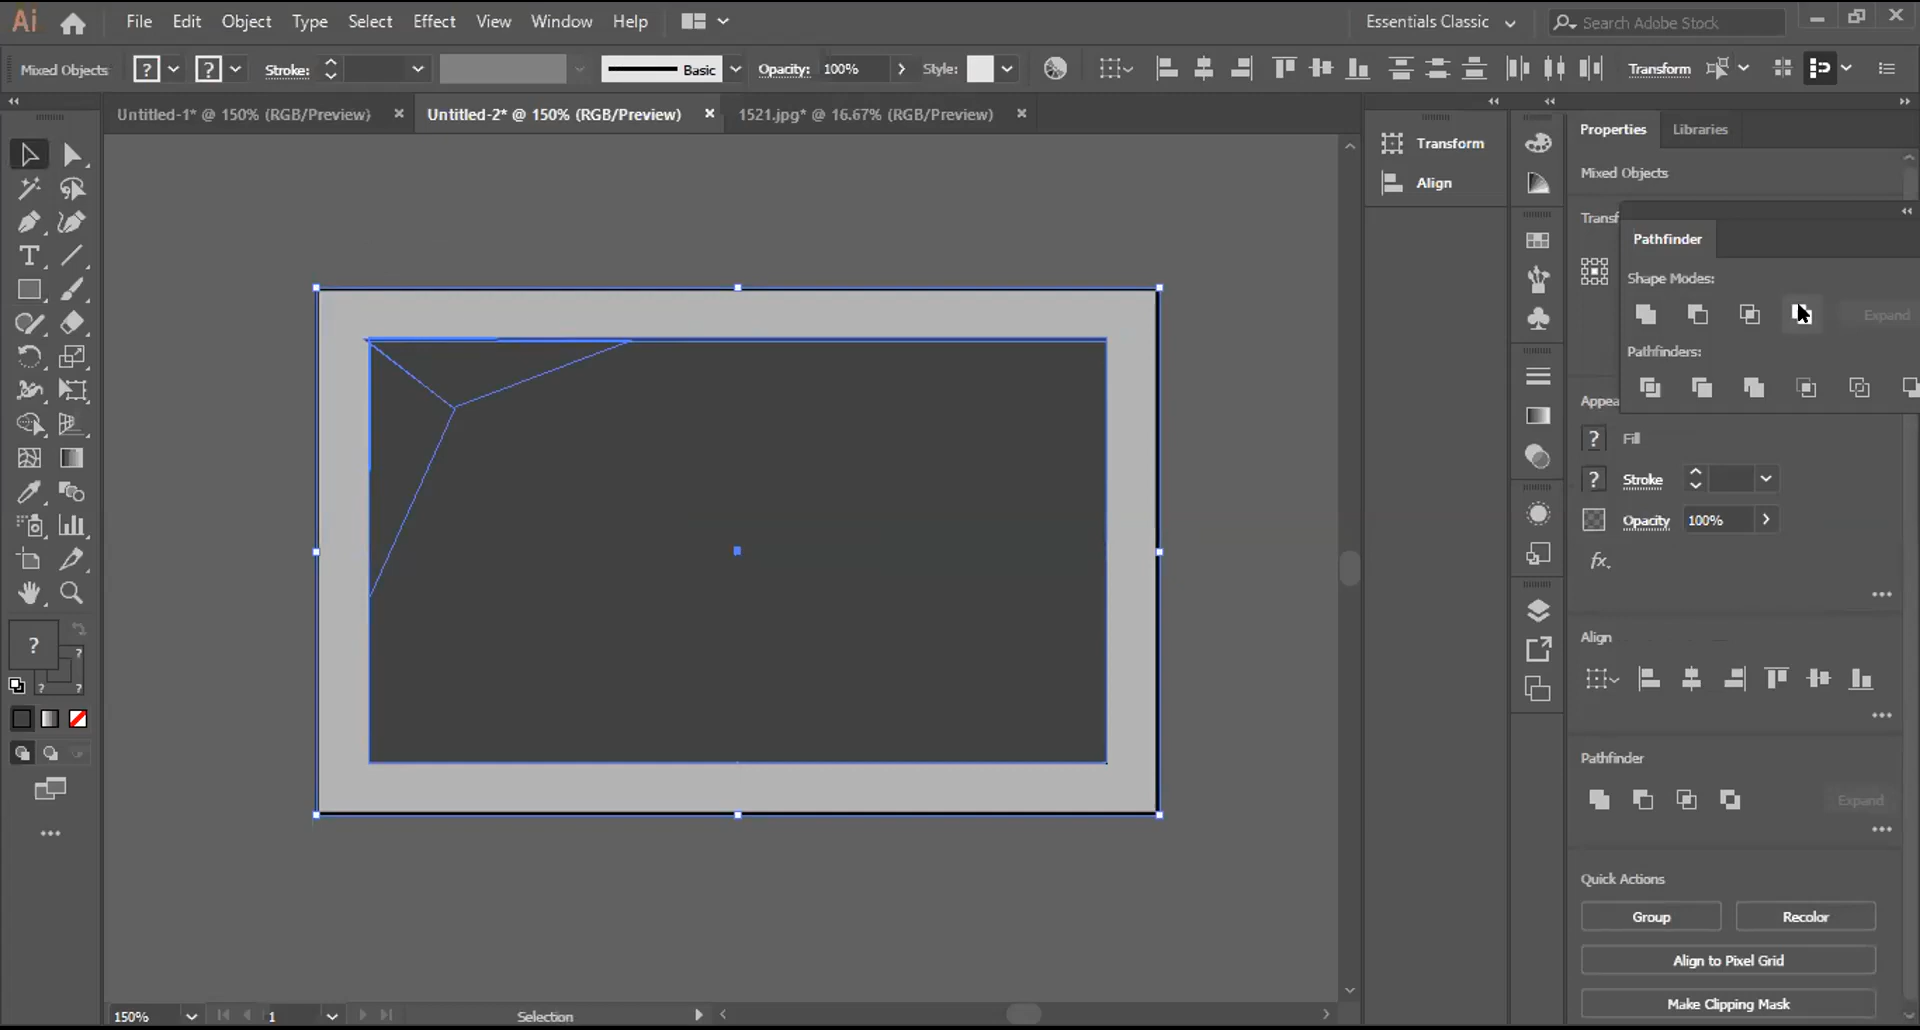 Ai File Edit Object Type Select Effect View Window Help Essentials Classic Search Adobe Stock
Mixed Objects ? ? Stroke: Basic Opacity: 100% Style: Transform
Untitled-1* @ 150% (RGB/Preview) Untitled-2* @ 150% (RGB/Preview) 1521.jpg* @ 16.67% (RGB/Preview)
Transform
Align
Properties Libraries
Mixed Objects
Transf
Pathfinder
Shape Modes:
Expand
Pathfinders:
Appea
? Fill
? Stroke
Opacity 100%
fx.
Align
Pathfinder
Expand
Quick Actions
Group Recolor
Align to Pixel Grid
Make Clipping Mask
T
?
?
? ?
150% 1 Selection